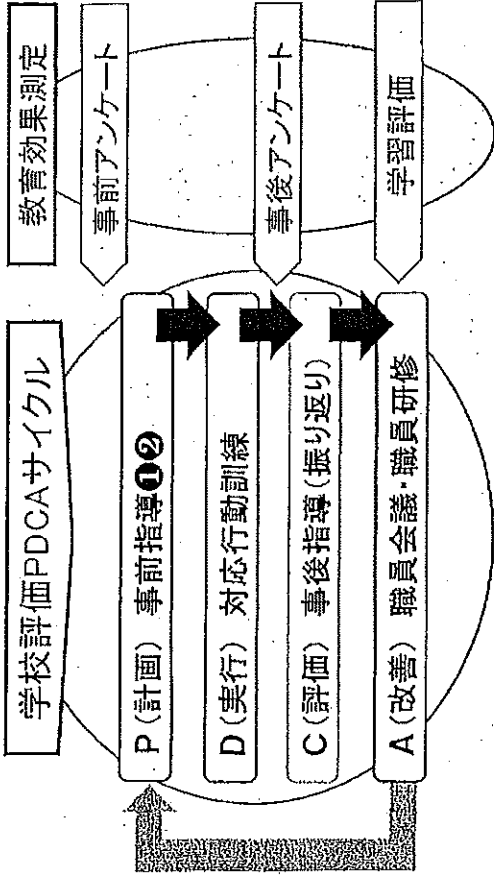 学校評価PDCAサイクル
P(計画) 事前指導❶❷
D(実行) 対応行動訓練
C(評価) 事後指導(振り返り)
A(改善) 職員会議・職員研修
教育効果測定
事前アンケート
事後アンケート
学習評価